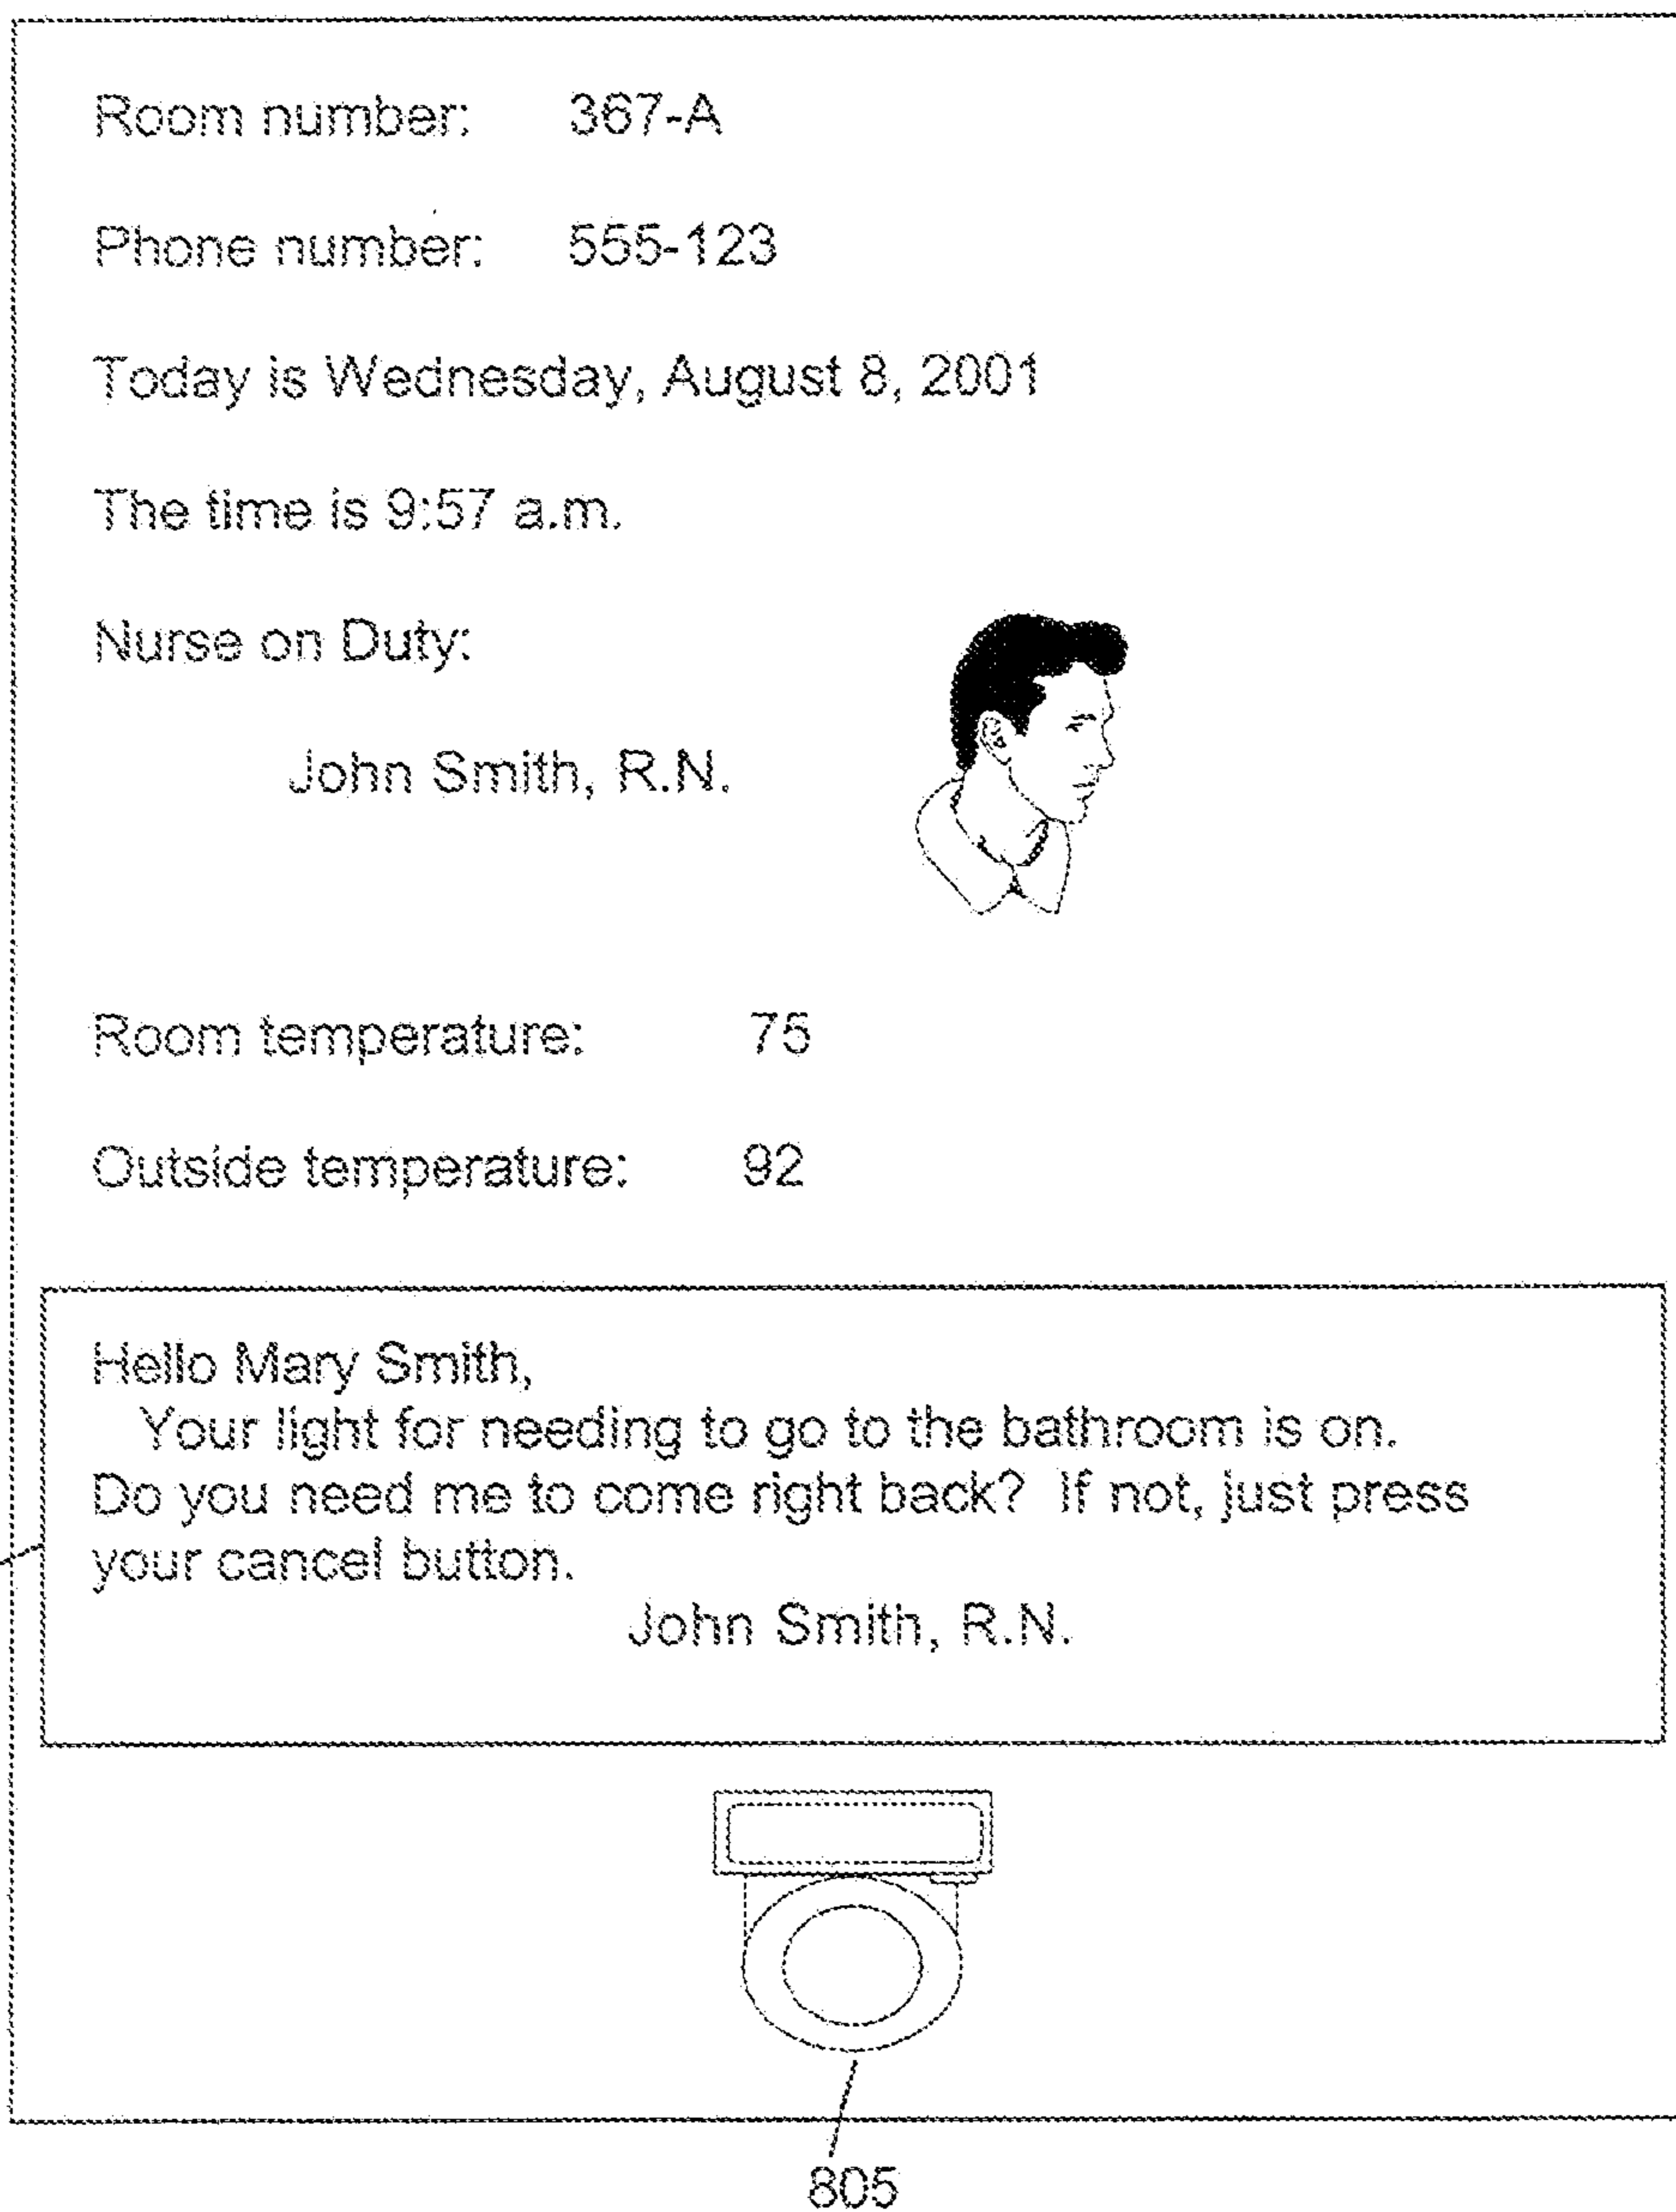 Room number: 367-A
Phone number: 555-123
Today is Wednesday, August 8, 2001
The time is 9:57 a.m.
Nurse on Duty:
John Smith, R.N.
Room temperature: 75
Outside temperature: 92
Hello Mary Smith,
Your light for needing to go to the bathroom is on.
Do you need me to come right back? If not, just press
your cancel button.
John Smith, R.N.
805